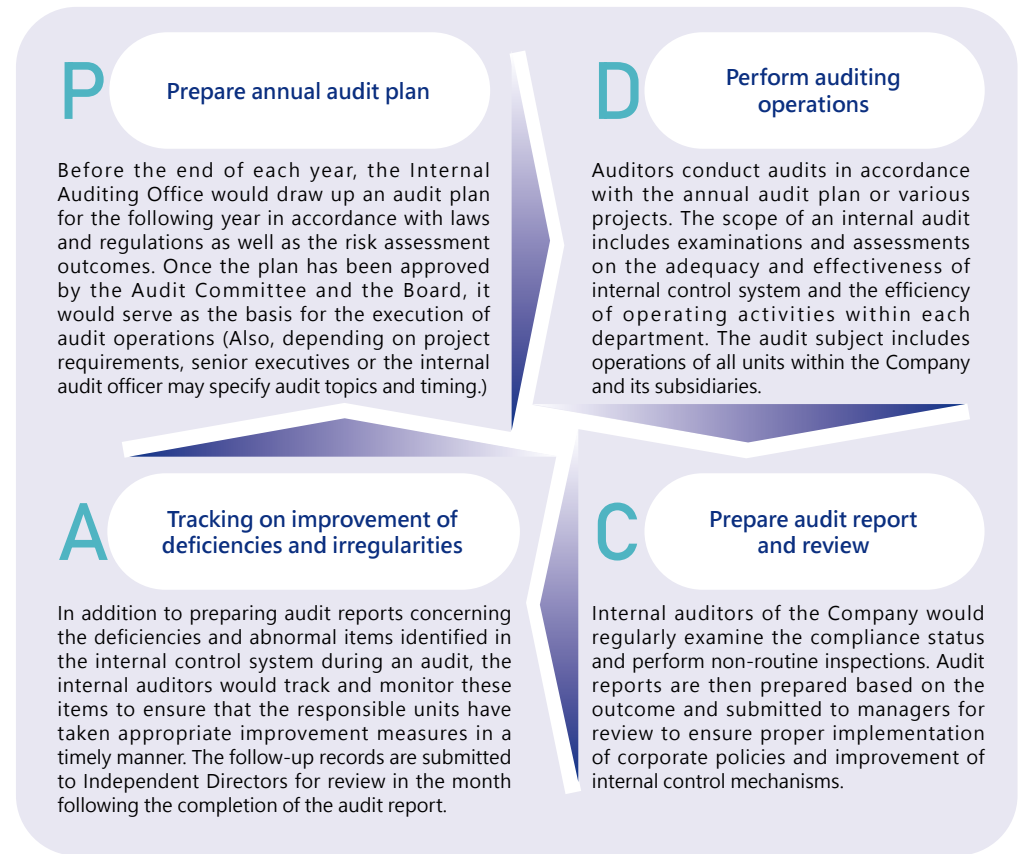 P
Prepare annual audit plan
Before the end of each year, the Internal
Auditing Office would draw up an audit plan
for the following year in accordance with laws
and regulations as well as the risk assessment
outcomes. Once the plan has been approved
by the Audit Committee and the Board, it
would serve as the basis for the execution of
audit operations (Also, depending on project
requirements, senior executives or the internal
audit officer may specify audit topics and timing.)
D
Perform auditing
operations
Auditors conduct audits in accordance
with the annual audit plan or various
projects. The scope of an internal audit
includes examinations and assessments
on the adequacy and effectiveness of
internal control system and the efficiency
of operating activities within each
department. The audit subject includes
operations of all units within the Company
and its subsidiaries.
A
Tracking on improvement of
deficiencies and irregularities
In addition to preparing audit reports concerning
the deficiencies and abnormal items identified in
the internal control system during an audit, the
internal auditors would track and monitor these
items to ensure that the responsible units have
taken appropriate improvement measures in a
timely manner. The follow-up records are submitted
to Independent Directors for review in the month
following the completion of the audit report.
C
Prepare audit report
and review
Internal auditors of the Company would
regularly examine the compliance status
and perform non-routine inspections. Audit
reports are then prepared based on the
outcome and submitted to managers for
review to ensure proper implementation
of corporate policies and improvement of
internal control mechanisms.